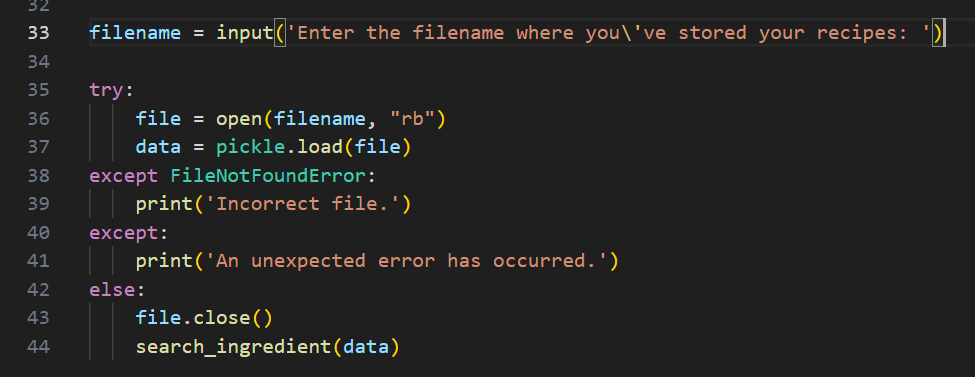 32
33 filename = input('Enter the filename where you\'ve stored your recipes: ')
34
35 try:
36     file = open(filename, "rb")
37     data = pickle.load(file)
38 except FileNotFoundError:
39     print('Incorrect file.')
40 except:
41     print('An unexpected error has occurred.')
42 else:
43     file.close()
44     search_ingredient(data)